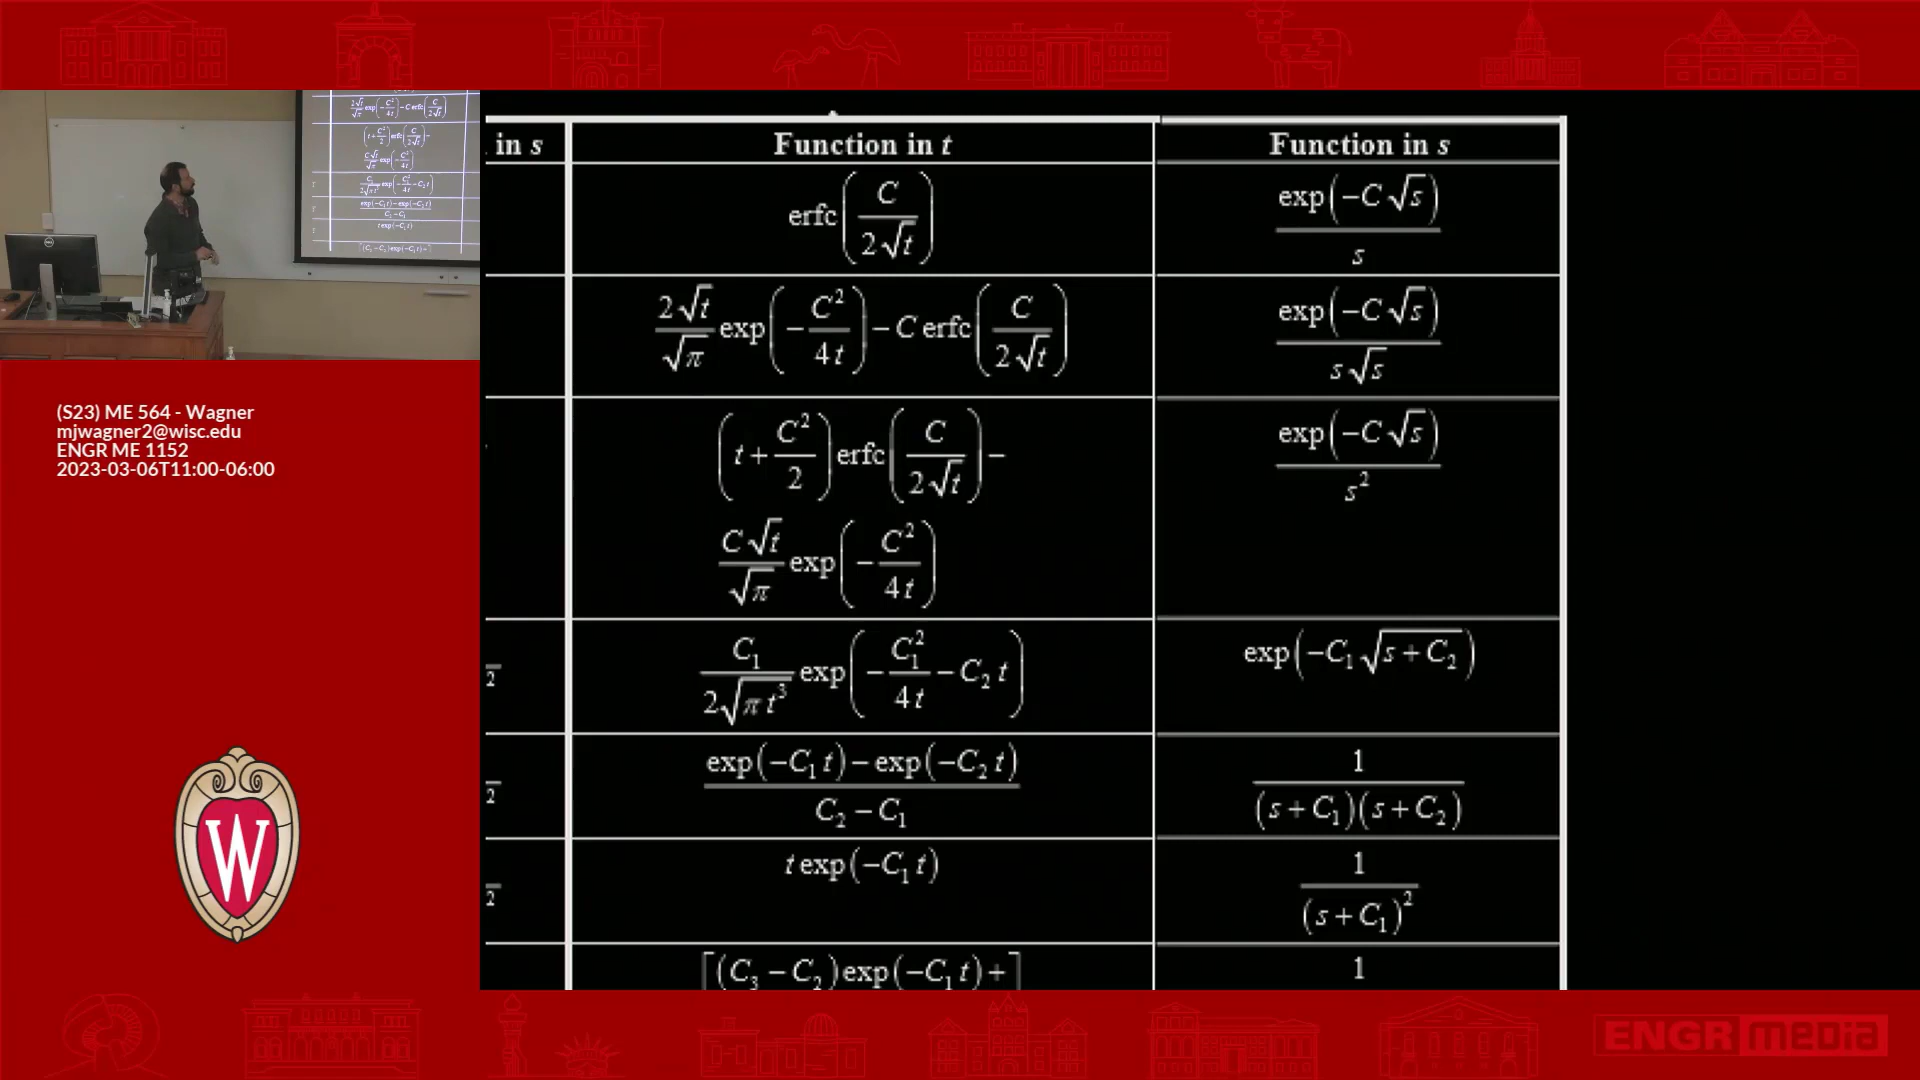 (S23) ME 564 - Wagner
mjwagner2@wisc.edu
ENGR ME 1152
2023-03-06T11:00-06:00
W
in s | Function in t | Function in s
erfc(C/(2√t)) | exp(-C√s)/s
(2√t/√π) exp(-C²/(4t)) - C erfc(C/(2√t)) | exp(-C√s)/(s√s)
(t + C²/2) erfc(C/(2√t)) - | exp(-C√s)/s²
(C√t/√π) exp(-C²/(4t))
(C₁/(2√(πt³))) exp(-C₁²/(4t) - C₂t) | exp(-C₁√(s+C₂))
(exp(-C₁t) - exp(-C₂t))/(C₂ - C₁) | 1/((s+C₁)(s+C₂))
t exp(-C₁t) | 1/(s+C₁)²
[(C₃ - C₂)exp(-C₁t) + ] | 1
ENGR media